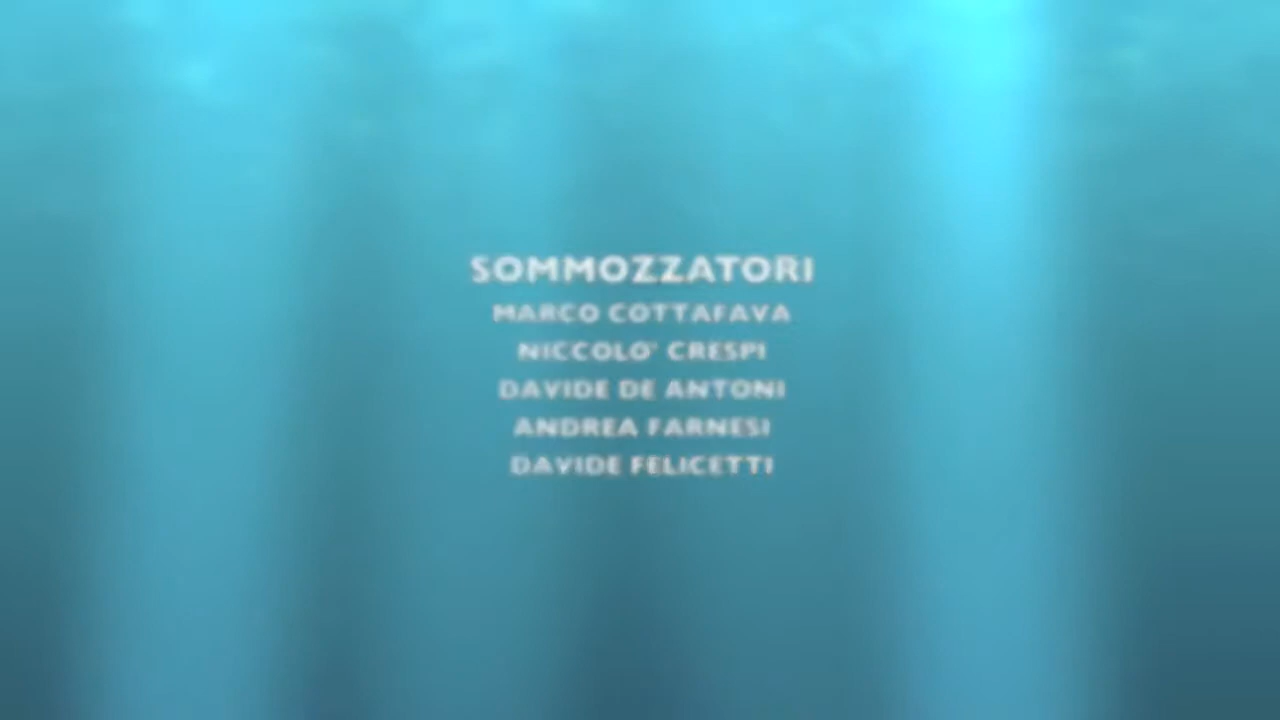 SOMMOZZATORI
MARCO COTTAFAVA
NICCOLO' CRESPI
DAVIDE DE ANTONI
ANDREA FARNESI
DAVIDE FELICETTI